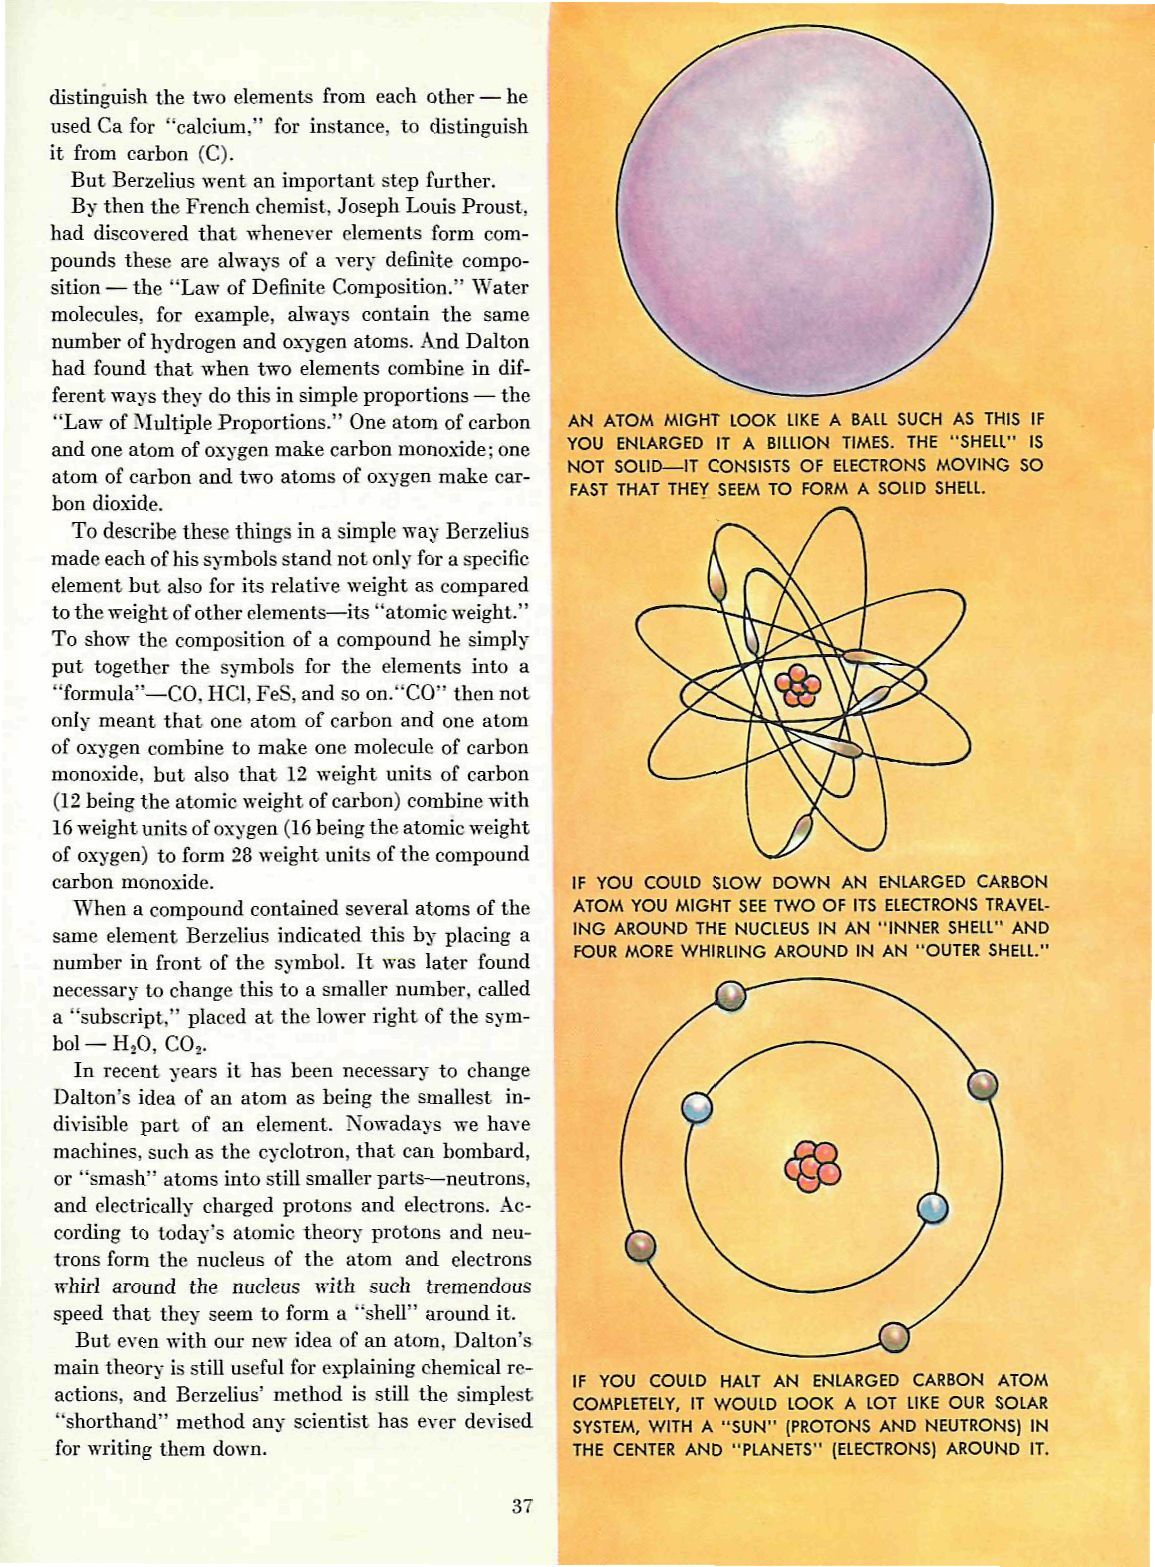 distinguish the two elements from each other — he
used Ca for “calcium,” for instance, to distinguish
it from carbon (C).
But Berzelius went an important step further.
By then the French chemist, Joseph Louis Proust,
had discovered that whenever elements form com-
pounds these are always of a very definite compo-
sition — the “Law of Definite Composition.” Water
molecules, for example, always contain the same
number of hydrogen and oxygen atoms. And Dalton
had found that when two elements combine in dif-
ferent ways they do this in simple proportions — the
“Law of Multiple Proportions.” One atom of carbon
and one atom of oxygen make carbon monoxide; one
atom of carbon and two atoms of oxygen make car-
bon dioxide.
To describe these things in a simple way Berzelius
made each of his symbols stand not only for a specific
element but also for its relative weight as compared
to the weight of other elements—its “atomic weight.”
To show the composition of a compound he simply
put together the symbols for the elements into a
“formula”—CO, HCl, FeS, and so on.“CO” then not
only meant that one atom of carbon and one atom
of oxygen combine to make one molecule of carbon
monoxide, but also that 12 weight units of carbon
(12 being the atomic weight of carbon) combine with
16 weight units of oxygen (16 being the atomic weight
of oxygen) to form 28 weight units of the compound
carbon monoxide.
When a compound contained several atoms of the
same element Berzelius indicated this by placing a
number in front of the symbol. It was later found
necessary to change this to a smaller number, called
a “subscript,” placed at the lower right of the sym-
bol — H₂O, CO₂.
In recent years it has been necessary to change
Dalton’s idea of an atom as being the smallest in-
divisible part of an element. Nowadays we have
machines, such as the cyclotron, that can bombard,
or “smash” atoms into still smaller parts—neutrons,
and electrically charged protons and electrons. Ac-
cording to today’s atomic theory protons and neu-
trons form the nucleus of the atom and electrons
whirl around the nucleus with such tremendous
speed that they seem to form a “shell” around it.
But even with our new idea of an atom, Dalton’s
main theory is still useful for explaining chemical re-
actions, and Berzelius’ method is still the simplest
“shorthand” method any scientist has ever devised
for writing them down.
37
AN ATOM MIGHT LOOK LIKE A BALL SUCH AS THIS IF
YOU ENLARGED IT A BILLION TIMES. THE “SHELL” IS
NOT SOLID—IT CONSISTS OF ELECTRONS MOVING SO
FAST THAT THEY SEEM TO FORM A SOLID SHELL.
IF YOU COULD SLOW DOWN AN ENLARGED CARBON
ATOM YOU MIGHT SEE TWO OF ITS ELECTRONS TRAVEL-
ING AROUND THE NUCLEUS IN AN “INNER SHELL” AND
FOUR MORE WHIRLING AROUND IN AN “OUTER SHELL.”
IF YOU COULD HALT AN ENLARGED CARBON ATOM
COMPLETELY, IT WOULD LOOK A LOT LIKE OUR SOLAR
SYSTEM, WITH A “SUN” (PROTONS AND NEUTRONS) IN
THE CENTER AND “PLANETS” (ELECTRONS) AROUND IT.